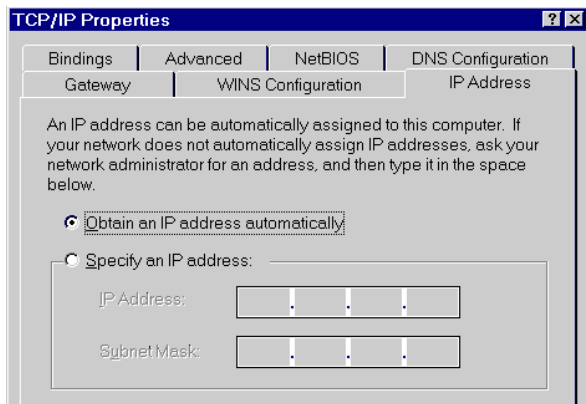 TCP/IP Properties
Bindings Advanced NetBIOS DNS Configuration
Gateway WINS Configuration IP Address
An IP address can be automatically assigned to this computer. If
your network does not automatically assign IP addresses, ask your
network administrator for an address, and then type it in the space
below.
Obtain an IP address automatically
Specify an IP address:
IP Address:
Subnet Mask: